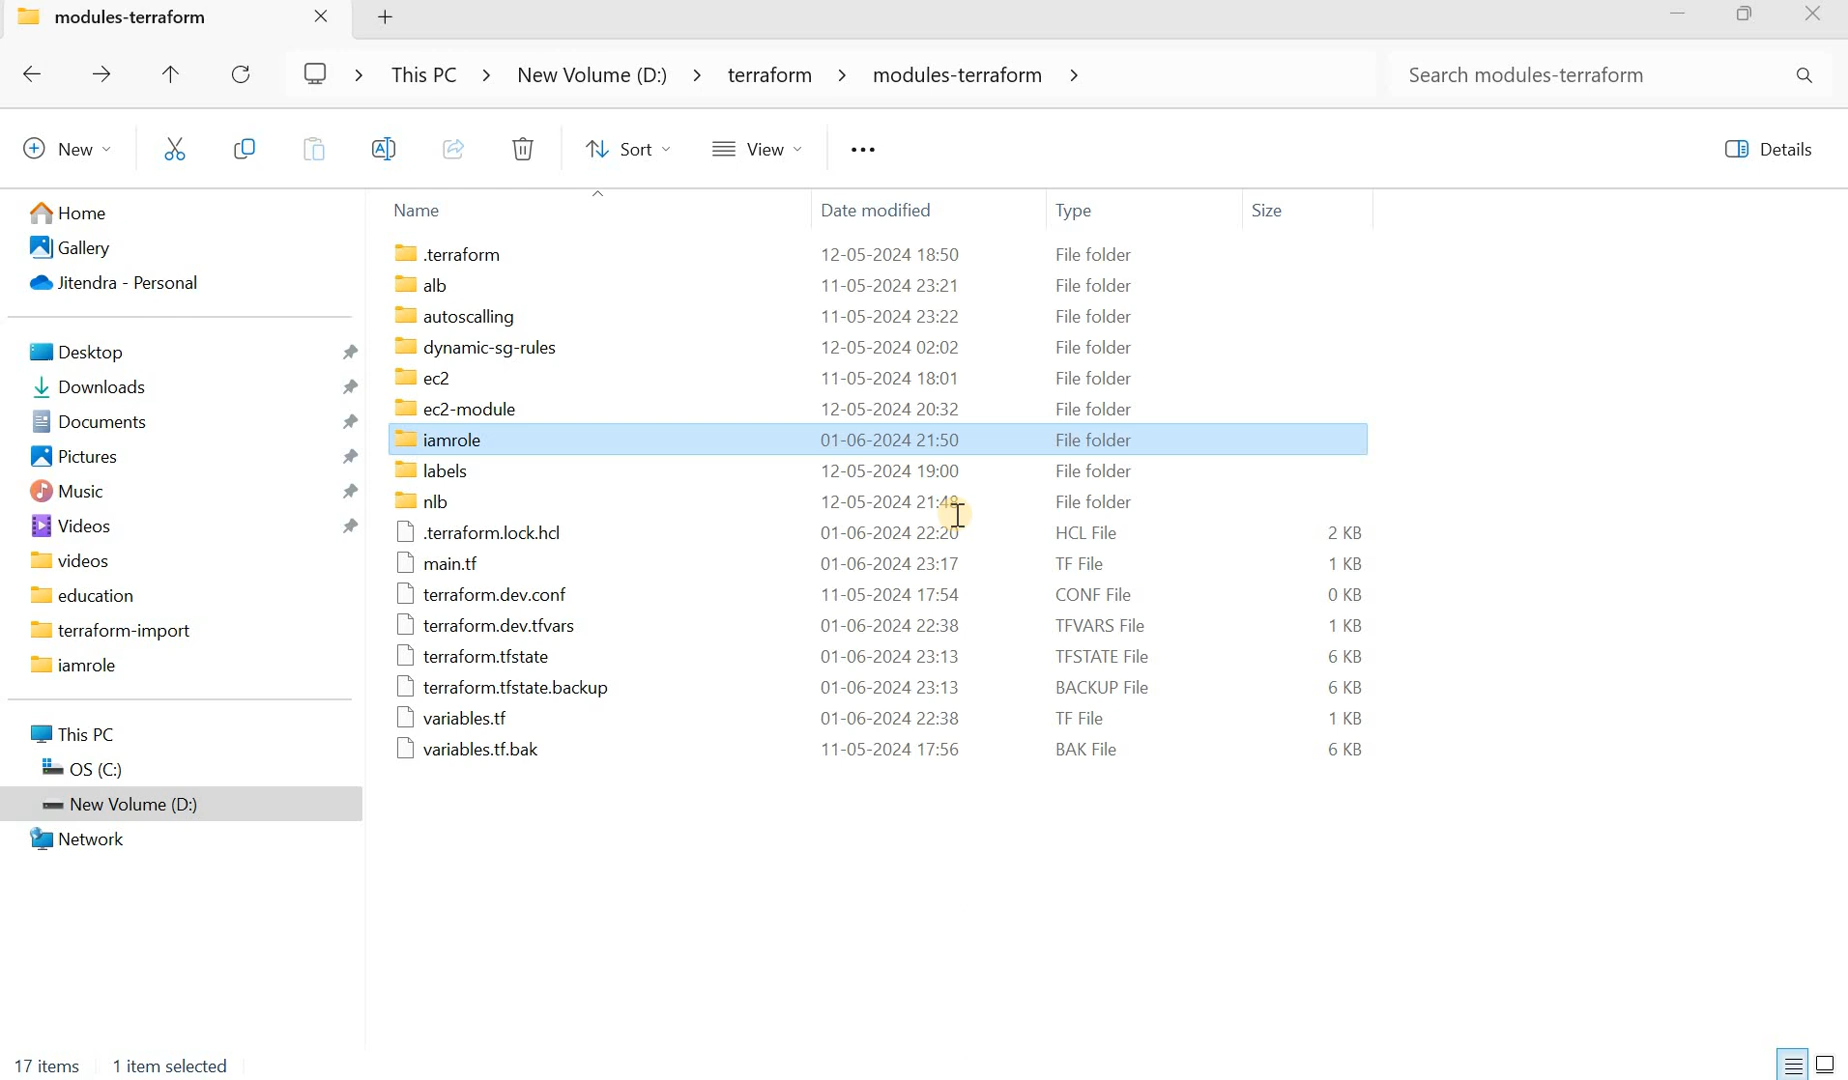 modules-terraform
This PC > New Volume (D:) > terraform > modules-terraform >
Search modules-terraform
New
Sort
View
Details
Home
Gallery
Jitendra - Personal
Desktop
Downloads
Documents
Pictures
Music
Videos
videos
education
terraform-import
iamrole
This PC
OS (C:)
New Volume (D:)
Network
Name Date modified Type Size
.terraform 12-05-2024 18:50 File folder
alb 11-05-2024 23:21 File folder
autoscalling 11-05-2024 23:22 File folder
dynamic-sg-rules 12-05-2024 02:02 File folder
ec2 11-05-2024 18:01 File folder
ec2-module 12-05-2024 20:32 File folder
iamrole 01-06-2024 21:50 File folder
labels 12-05-2024 19:00 File folder
nlb 12-05-2024 21:48 File folder
.terraform.lock.hcl 01-06-2024 22:20 HCL File 2 KB
main.tf 01-06-2024 23:17 TF File 1 KB
terraform.dev.conf 11-05-2024 17:54 CONF File 0 KB
terraform.dev.tfvars 01-06-2024 22:38 TFVARS File 1 KB
terraform.tfstate 01-06-2024 23:13 TFSTATE File 6 KB
terraform.tfstate.backup 01-06-2024 23:13 BACKUP File 6 KB
variables.tf 01-06-2024 22:38 TF File 1 KB
variables.tf.bak 11-05-2024 17:56 BAK File 6 KB
17 items 1 item selected